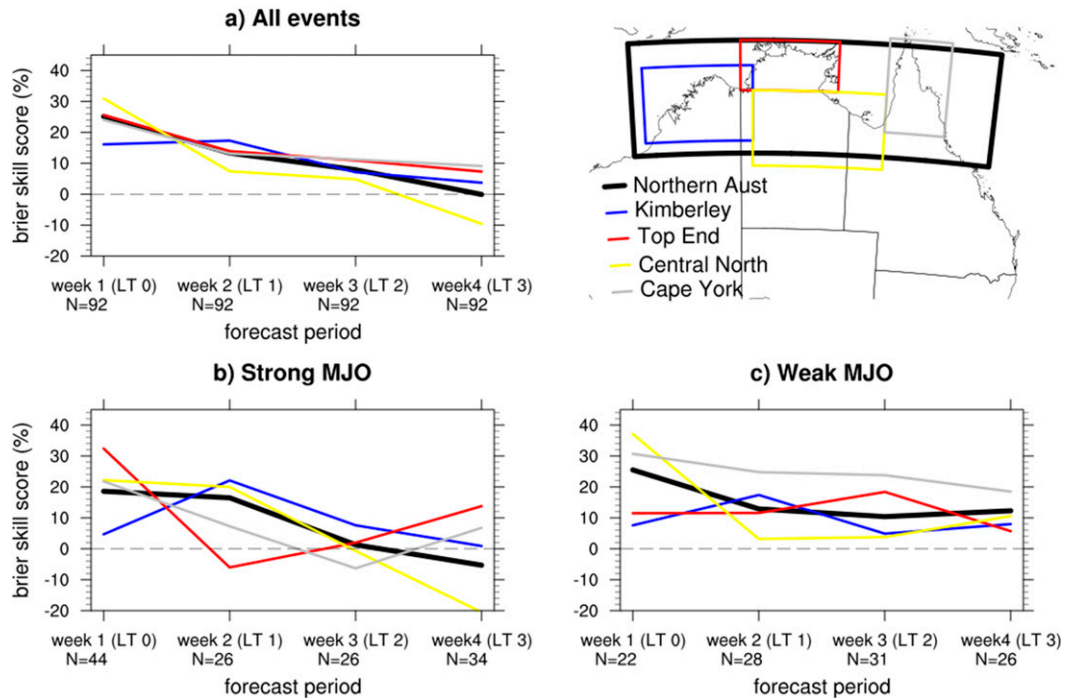 a) All events
brier skill score (%)
40
30
20
10
0
-10
-20
week 1 (LT 0) week 2 (LT 1) week 3 (LT 2) week4 (LT 3)
N=92 N=92 N=92 N=92
forecast period
Northern Aust
Kimberley
Top End
Central North
Cape York
b) Strong MJO
brier skill score (%)
40
30
20
10
0
-10
-20
week 1 (LT 0) week 2 (LT 1) week 3 (LT 2) week4 (LT 3)
N=44 N=26 N=26 N=34
forecast period
c) Weak MJO
40
30
20
10
0
-10
-20
week 1 (LT 0) week 2 (LT 1) week 3 (LT 2) week4 (LT 3)
N=22 N=28 N=31 N=26
forecast period